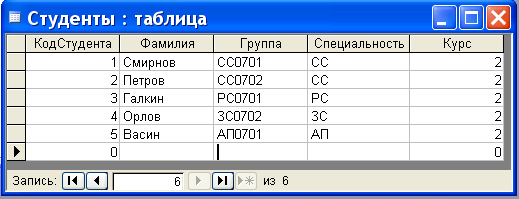 Студенты : таблица
КодСтудента Фамилия Группа Специальность Курс
1 Смирнов СС0701 СС 2
2 Петров СС0702 СС 2
3 Галкин РС0701 РС 2
4 Орлов ЗС0702 ЗС 2
5 Васин АП0701 АП 2
0 0
Запись: 6 из 6